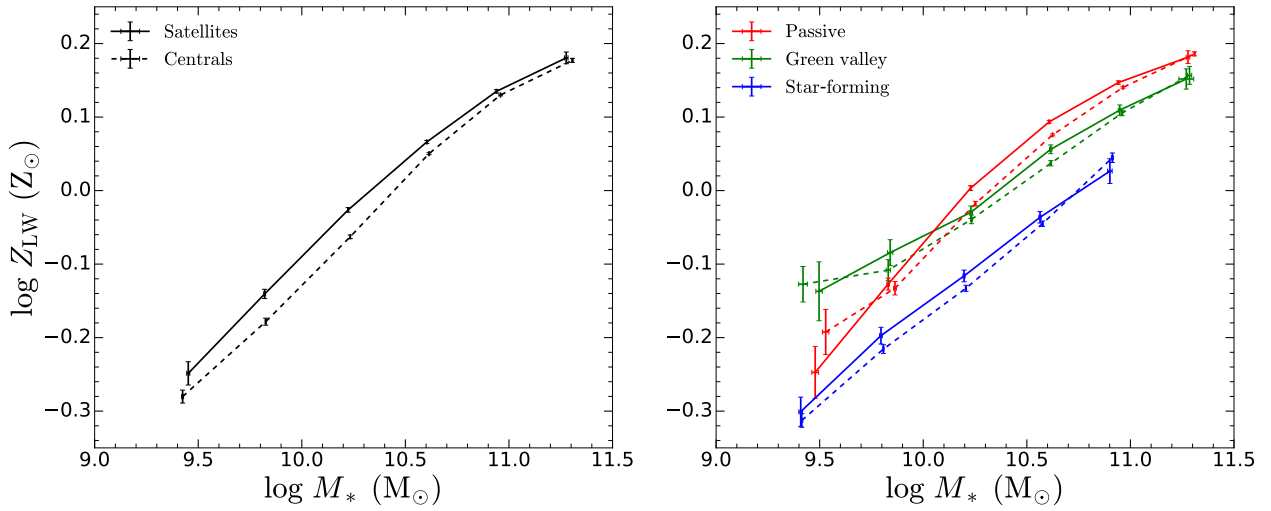 Satellites
Centrals
0.2
0.1
0.0
−0.1
−0.2
−0.3
log Z_LW (Z_⊙)
9.0 9.5 10.0 10.5 11.0 11.5
log M_* (M_⊙)
Passive
Green valley
Star-forming
0.2
0.1
0.0
−0.1
−0.2
−0.3
9.0 9.5 10.0 10.5 11.0 11.5
log M_* (M_⊙)